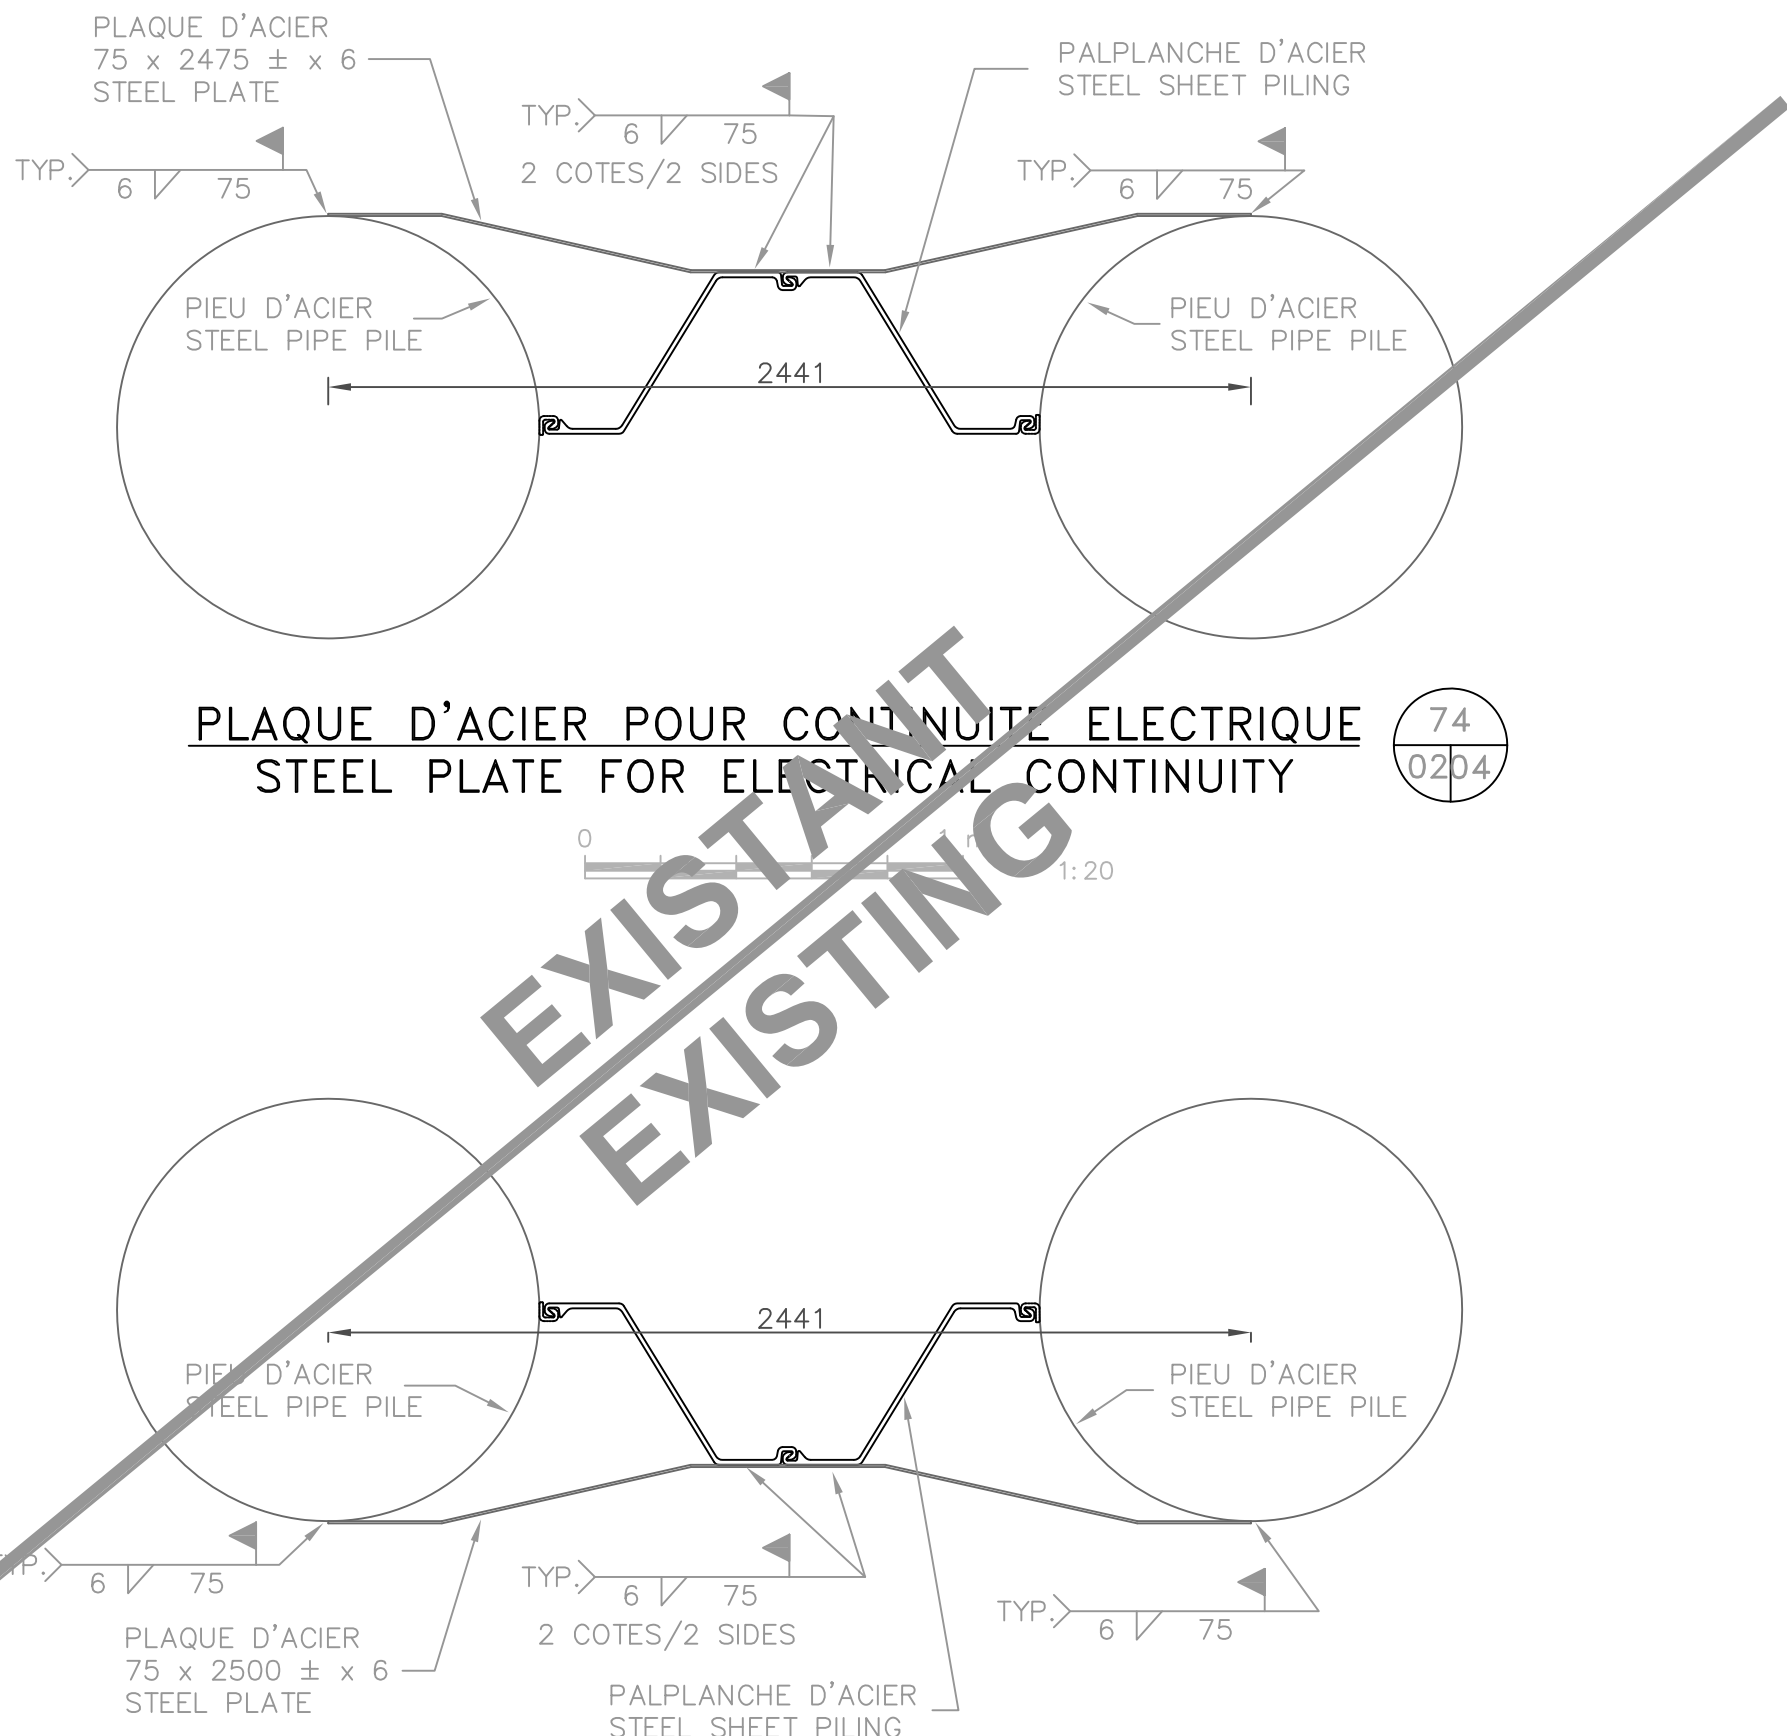 PLAQUE D'ACIER
75 x 2475 ± x 6
STEEL PLATE
TYP.
6 75
TYP.
6 75
2 COTES/2 SIDES
PALPLANCHE D'ACIER
STEEL SHEET PILING
TYP.
6 75
PIEU D'ACIER
STEEL PIPE PILE
PIEU D'ACIER
STEEL PIPE PILE
2441
PLAQUE D'ACIER POUR CONTINUITE ELECTRIQUE
STEEL PLATE FOR ELECTRICAL CONTINUITY
74
0204
0 1 m
1:20
EXISTANT
EXISTING
2441
PIEU D'ACIER
STEEL PIPE PILE
PIEU D'ACIER
STEEL PIPE PILE
TYP.
6 75
TYP.
6 75
2 COTES/2 SIDES
TYP.
6 75
PLAQUE D'ACIER
75 x 2500 ± x 6
STEEL PLATE
PALPLANCHE D'ACIER
STEEL SHEET PILING